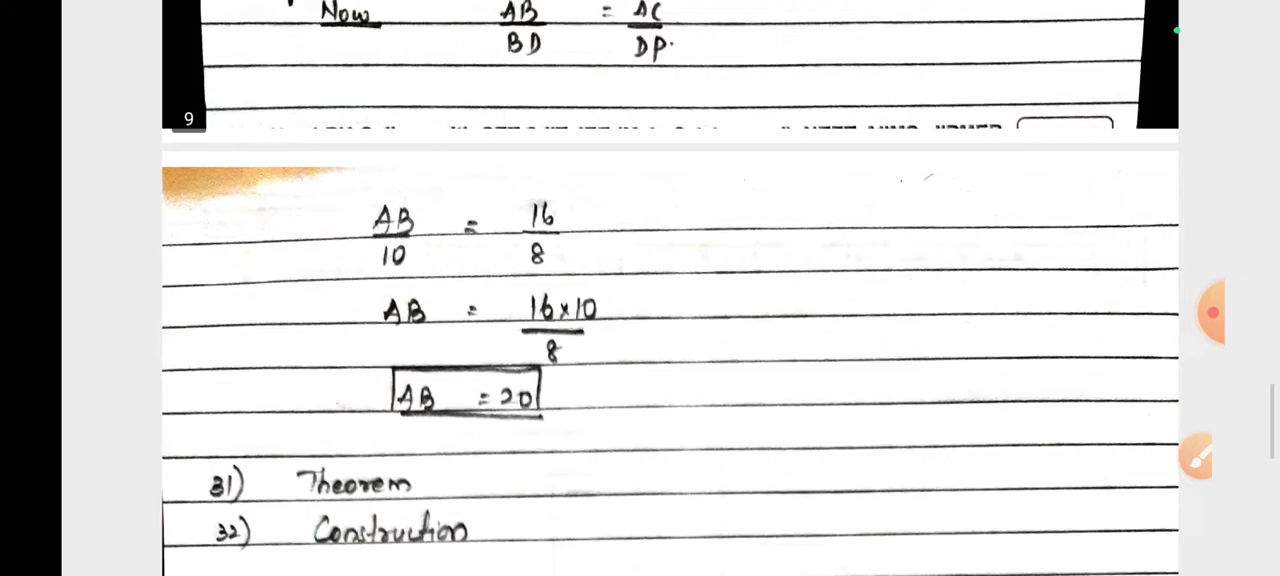 Now AB/BD = AC/DP.
9
AB/10 = 16/8
AB = 16×10/8
AB = 20
31) Theorem
32) Construction